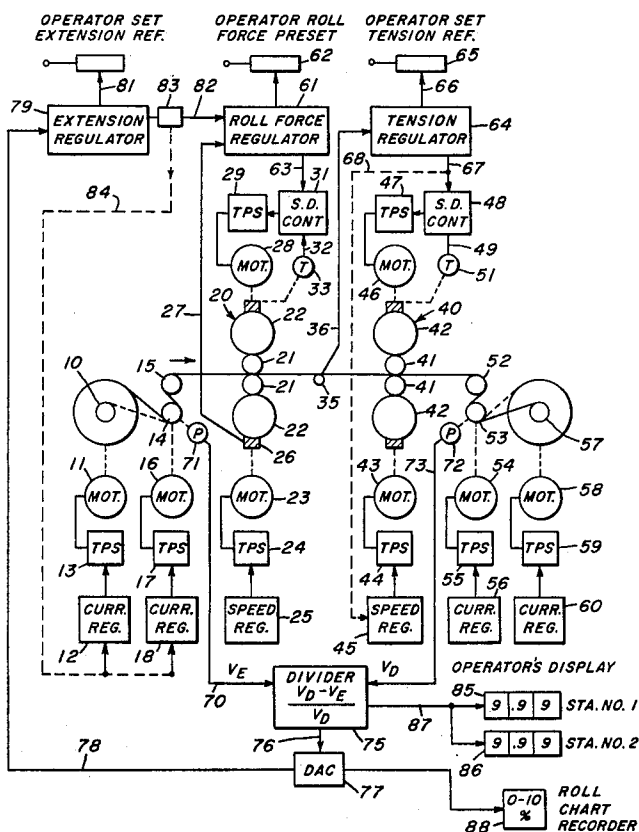 OPERATOR SET
EXTENSION REF.
OPERATOR ROLL
FORCE PRESET
OPERATOR SET
TENSION REF.
62
65
81
61
66
79
83
82
EXTENSION
REGULATOR
ROLL FORCE
REGULATOR
TENSION
REGULATOR
64
68
67
63
31
29
47
84
TPS
S.D.
CONT
TPS
S.D.
CONT
48
28
32
49
MOT.
T
33
MOT.
T
51
46
27
20
22
36
40
42
10
15
21
41
52
21
35
41
14
22
42
53
57
P
71
26
72
P
73
11
16
23
43
54
MOT.
MOT.
MOT.
MOT.
MOT.
MOT.
58
24
TPS
TPS
TPS
TPS
TPS
TPS
59
13
17
44
55
CURR.
REG.
CURR.
REG.
SPEED
REG.
25
SPEED
REG.
56
CURR.
REG.
CURR.
REG.
12
18
45
60
VE
VD
OPERATOR'S
DISPLAY
70
DIVIDER
VD - VE
VD
85
9 .9 9
STA. NO. 1
87
76
75
9 .9 9
STA. NO. 2
78
86
DAC
77
0-10
%
ROLL
CHART
RECORDER
88